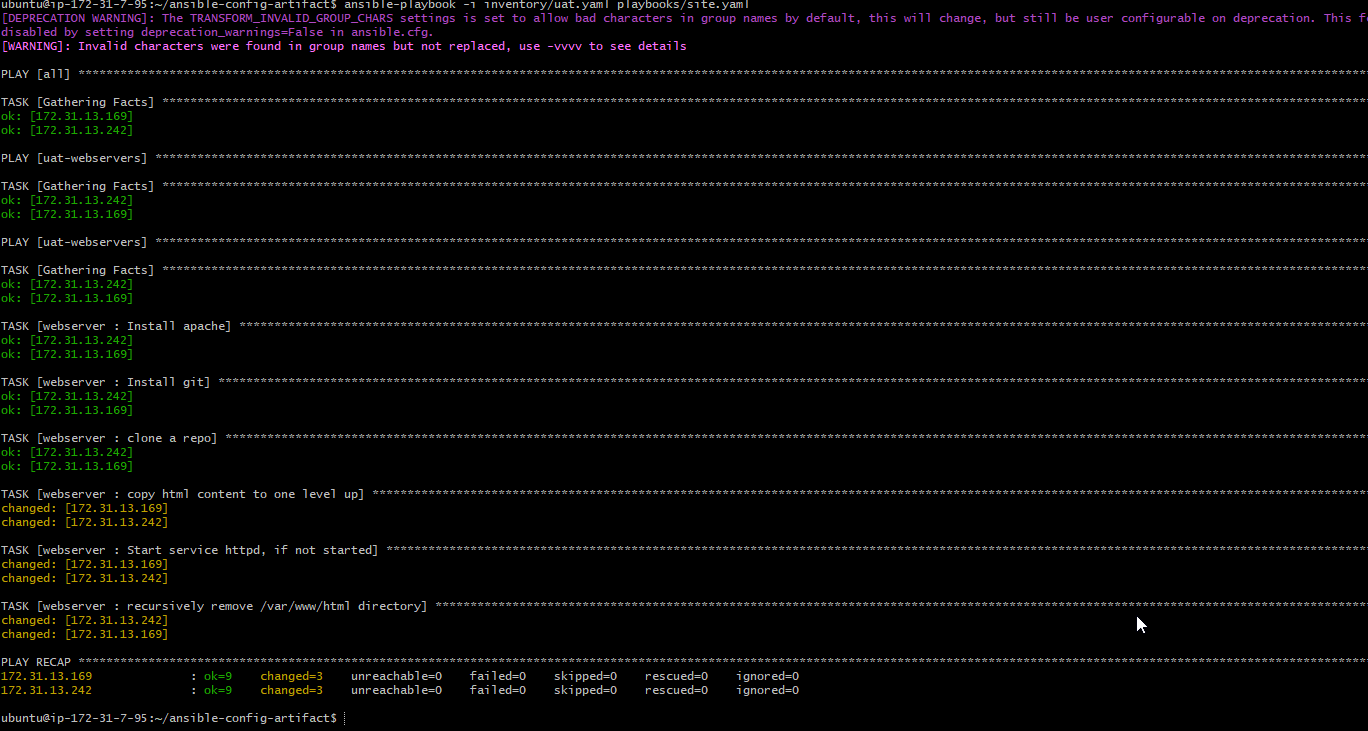 ubuntu@ip-172-31-7-95:~/ansible-config-artifact$ ansible-playbook -i inventory/uat.yaml playbooks/site.yaml
[DEPRECATION WARNING]: The TRANSFORM_INVALID_GROUP_CHARS settings is set to allow bad characters in group names by default, this will change, but still be user configurable on deprecation. This fe
disabled by setting deprecation_warnings=False in ansible.cfg.
[WARNING]: Invalid characters were found in group names but not replaced, use -vvvv to see details
PLAY [all] ****************************************************************
TASK [Gathering Facts] ****************************************************************
ok: [172.31.13.169]
ok: [172.31.13.242]
PLAY [uat-webservers] ****************************************************************
TASK [Gathering Facts] ****************************************************************
ok: [172.31.13.242]
ok: [172.31.13.169]
PLAY [uat-webservers] ****************************************************************
TASK [Gathering Facts] ****************************************************************
ok: [172.31.13.242]
ok: [172.31.13.169]
TASK [webserver : Install apache] ****************************************************************
ok: [172.31.13.242]
ok: [172.31.13.169]
TASK [webserver : Install git] ****************************************************************
ok: [172.31.13.242]
ok: [172.31.13.169]
TASK [webserver : clone a repo] ****************************************************************
ok: [172.31.13.242]
ok: [172.31.13.169]
TASK [webserver : copy html content to one level up] ****************************************************************
changed: [172.31.13.169]
changed: [172.31.13.242]
TASK [webserver : Start service httpd, if not started] ****************************************************************
changed: [172.31.13.169]
changed: [172.31.13.242]
TASK [webserver : recursively remove /var/www/html directory] ****************************************************************
changed: [172.31.13.242]
changed: [172.31.13.169]
PLAY RECAP ****************************************************************
172.31.13.169 : ok=9 changed=3 unreachable=0 failed=0 skipped=0 rescued=0 ignored=0
172.31.13.242 : ok=9 changed=3 unreachable=0 failed=0 skipped=0 rescued=0 ignored=0
ubuntu@ip-172-31-7-95:~/ansible-config-artifact$